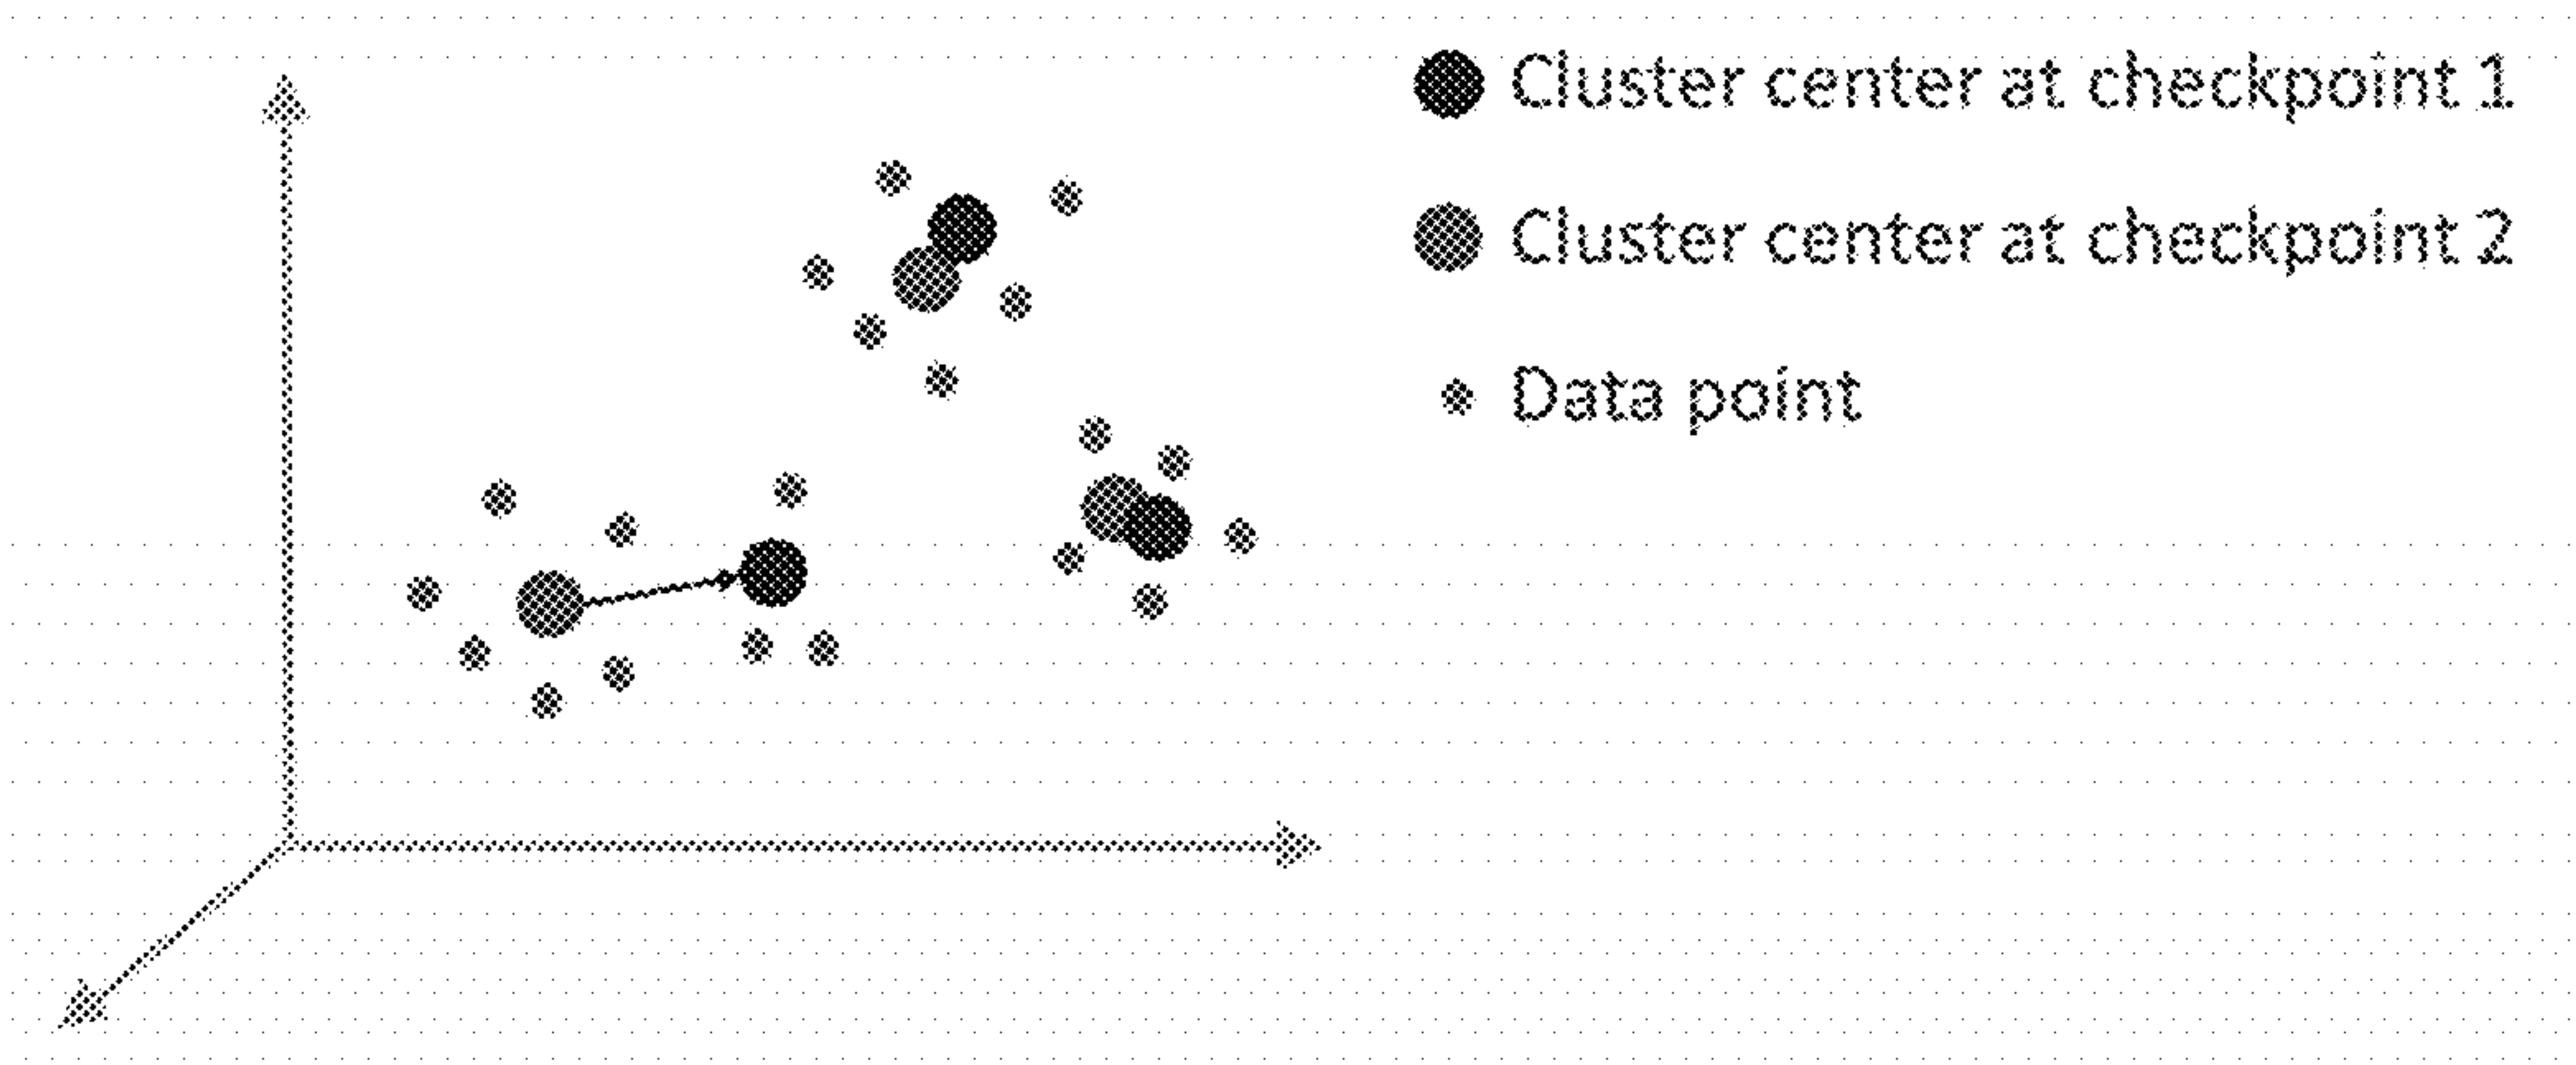 Cluster center at checkpoint 1
Cluster center at checkpoint 2
Data point